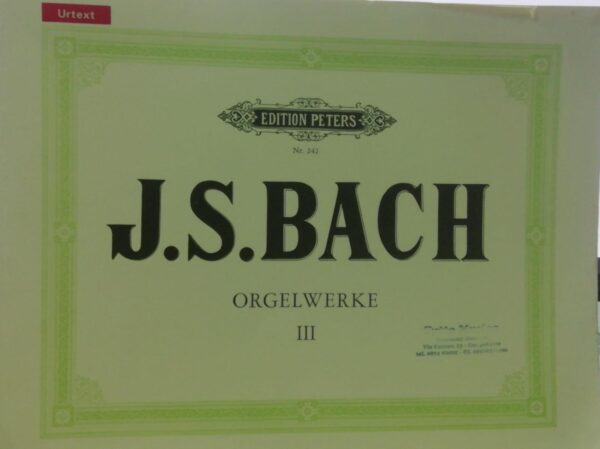 Urtext
EDITION PETERS
Nr. 242
J.S.BACH
ORGELWERKE
III